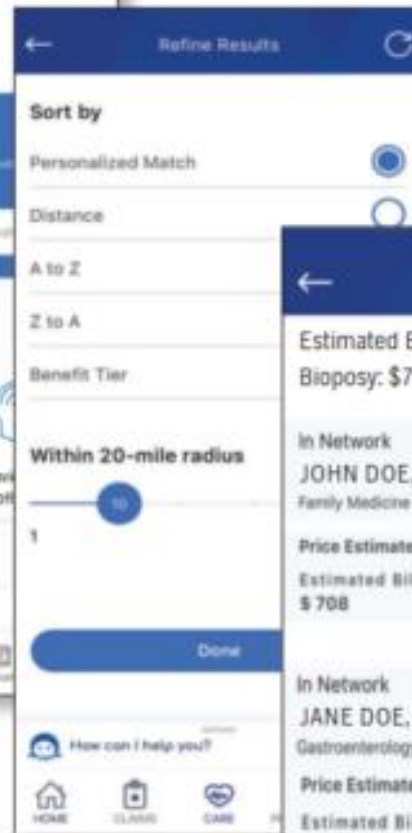 Refine Results
Sort by
Personalized Match
Distance
A to Z
Z to A
Benefit Tier
Within 20-mile radius
10
1
Done
How can I help you?
HOME
CLAIMS
CARE
Estimated B
Bioposy: $7
In Network
JOHN DOE,
Family Medicine
Price Estimate
Estimated Bil
$ 708
In Network
JANE DOE,
Gastroenterology
Price Estimate
Estimated Bi